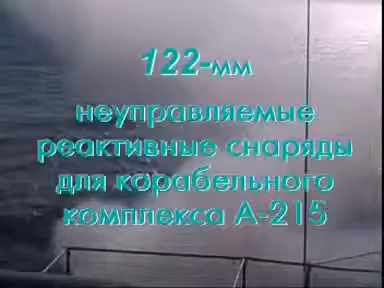 122-мм
неуправляемые
реактивные снаряды
для корабельного
комплекса А-215